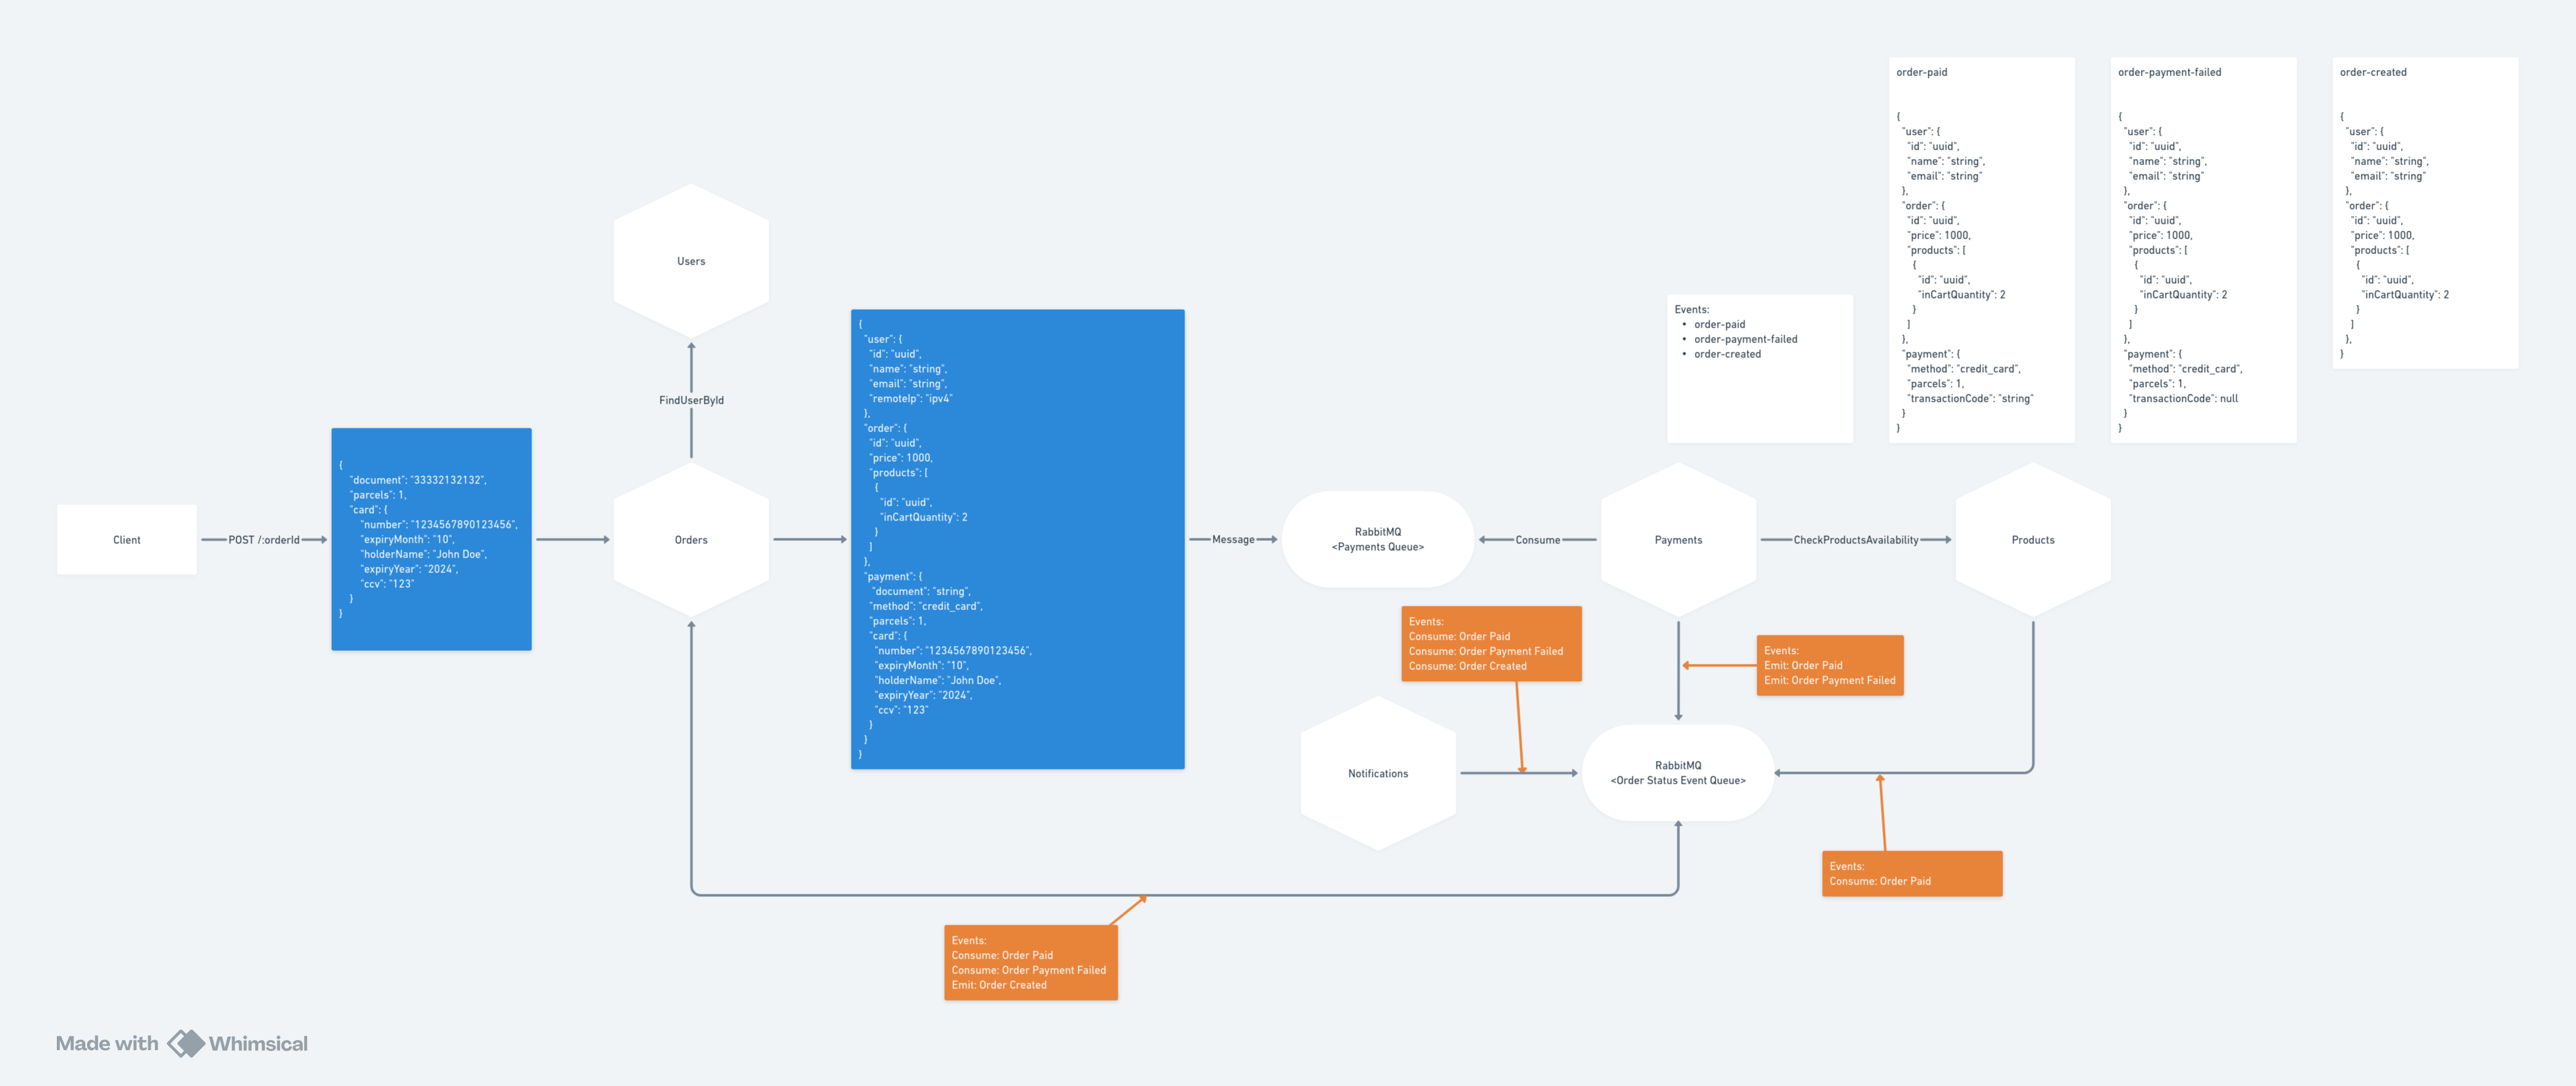 Client
POST /:orderId
{
"document": "33332132132",
"parcels": 1,
"card": {
"number": "1234567890123456",
"expiryMonth": "10",
"holderName": "John Doe",
"expiryYear": "2024",
"ccv": "123"
}
}
Users
FindUserById
Orders
{
"user": {
"id": "uuid",
"name": "string",
"email": "string",
"remoteIp": "ipv4"
},
"order": {
"id": "uuid",
"price": 1000,
"products": [
{
"id": "uuid",
"inCartQuantity": 2
}
]
},
"payment": {
"document": "string",
"method": "credit_card",
"parcels": 1,
"card": {
"number": "1234567890123456",
"expiryMonth": "10",
"holderName": "John Doe",
"expiryYear": "2024",
"ccv": "123"
}
}
}
Message
RabbitMQ
<Payments Queue>
Consume
Payments
CheckProductsAvailability
Products
Events:
• order-paid
• order-payment-failed
• order-created
order-paid
{
"user": {
"id": "uuid",
"name": "string",
"email": "string"
},
"order": {
"id": "uuid",
"price": 1000,
"products": [
{
"id": "uuid",
"inCartQuantity": 2
}
]
},
"payment": {
"method": "credit_card",
"parcels": 1,
"transactionCode": "string"
}
}
order-payment-failed
{
"user": {
"id": "uuid",
"name": "string",
"email": "string"
},
"order": {
"id": "uuid",
"price": 1000,
"products": [
{
"id": "uuid",
"inCartQuantity": 2
}
]
},
"payment": {
"method": "credit_card",
"parcels": 1,
"transactionCode": null
}
}
order-created
{
"user": {
"id": "uuid",
"name": "string",
"email": "string"
},
"order": {
"id": "uuid",
"price": 1000,
"products": [
{
"id": "uuid",
"inCartQuantity": 2
}
]
},
}
Events:
Consume: Order Paid
Consume: Order Payment Failed
Consume: Order Created
Events:
Emit: Order Paid
Emit: Order Payment Failed
Notifications
RabbitMQ
<Order Status Event Queue>
Events:
Consume: Order Paid
Events:
Consume: Order Paid
Consume: Order Payment Failed
Emit: Order Created
Made with Whimsical